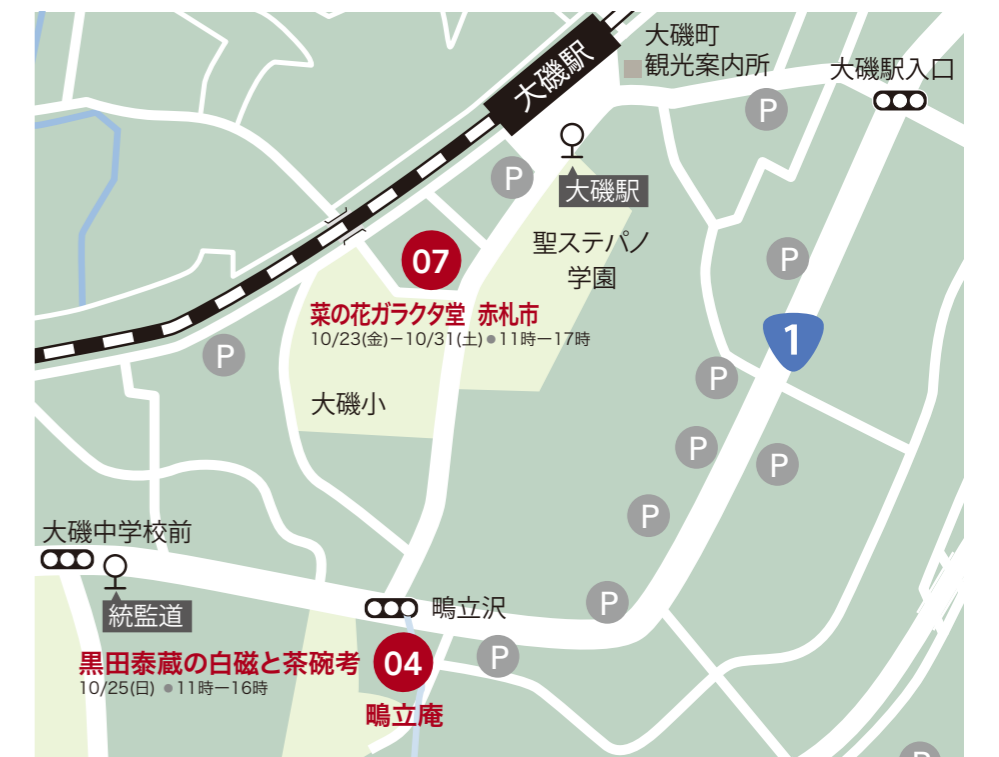 大磯駅
大磯町
観光案内所
大磯駅入口
P
P
大磯駅
聖ステパノ
学園
P
07
菜の花ガラクタ堂 赤札市
10/23(金)−10/31(土)●11時ー17時
1
P
P
大磯小
P
P
P
大磯中学校前
統監道
鴫立沢
P
黒田泰蔵の白磁と茶碗考
10/25(日) ●11時ー16時
04
P
鴫立庵
P